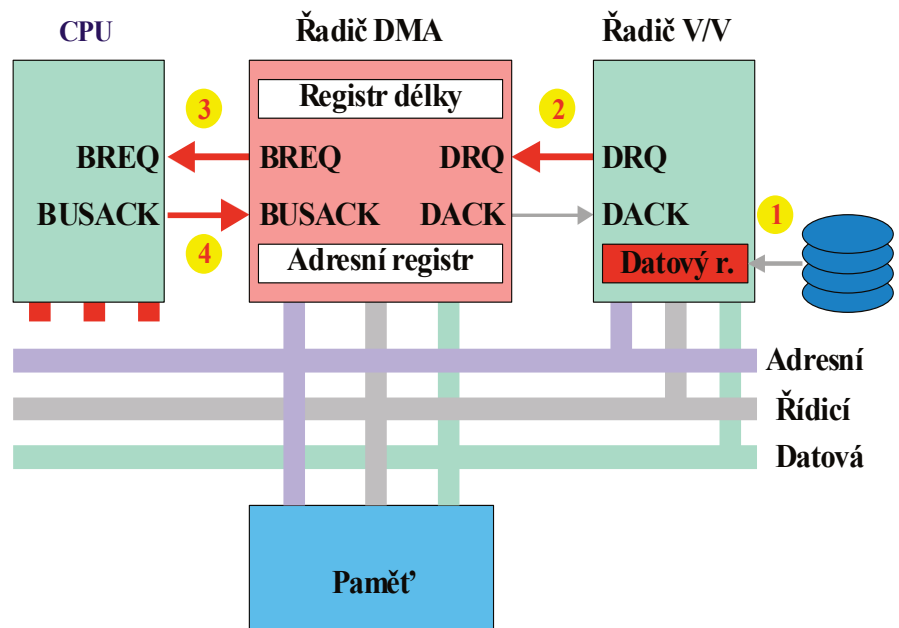 CPU
Řadič DMA
Řadič V/V
Registr délky
3
2
BREQ
BREQ
DRQ
DRQ
BUSACK
BUSACK
DACK
DACK
1
4
Adresní registr
Datový r.
Adresní
Řídicí
Datová
Paměť